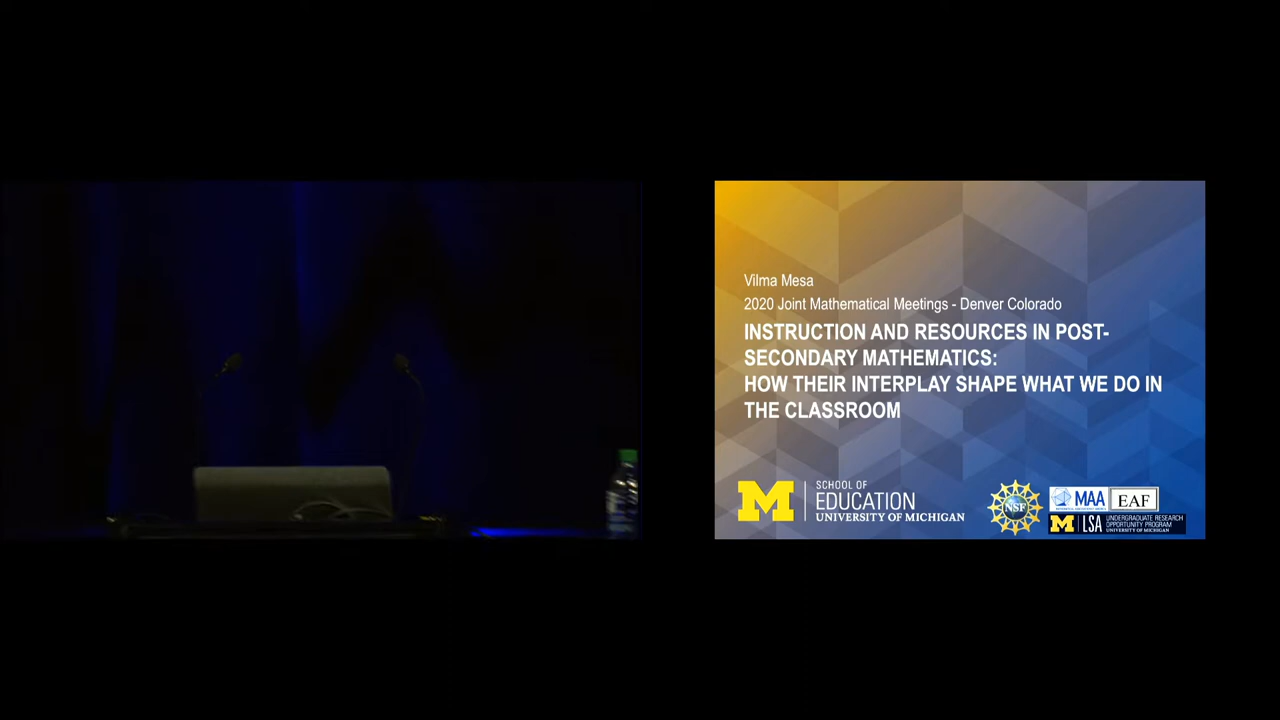 Vilma Mesa
2020 Joint Mathematical Meetings - Denver Colorado
INSTRUCTION AND RESOURCES IN POST-
SECONDARY MATHEMATICS:
HOW THEIR INTERPLAY SHAPE WHAT WE DO IN
THE CLASSROOM
M
SCHOOL OF
EDUCATION
UNIVERSITY OF MICHIGAN
NSF
MAA
EAF
M LSA
UNDERGRADUATE RESEARCH
OPPORTUNITY PROGRAM
UNIVERSITY OF MICHIGAN